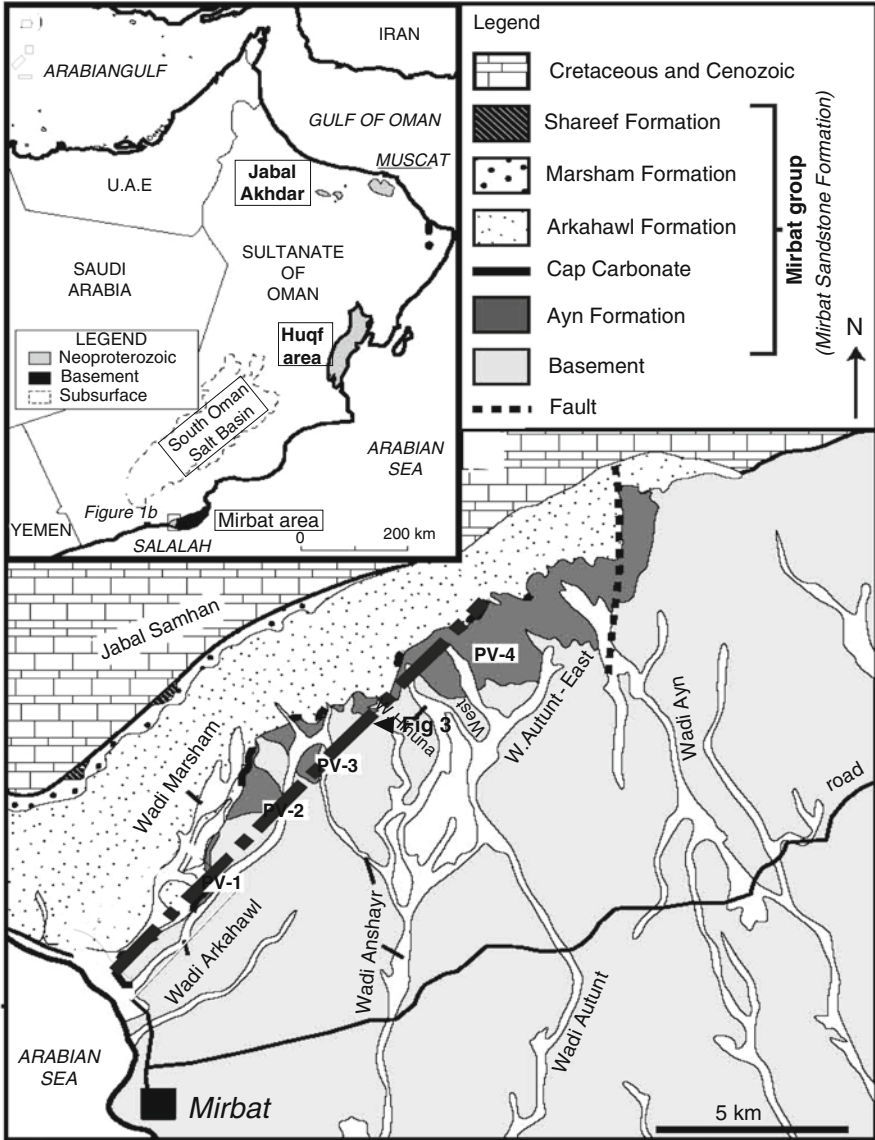 IRAN
ARABIANGULF
GULF OF OMAN
MUSCAT
Jabal
Akhdar
U.A.E
SULTANATE
OF
OMAN
SAUDI
ARABIA
Huqf
area
LEGEND
Neoproterozoic
Basement
Subsurface
South Oman
Salt Basin
ARABIAN
SEA
Figure 1b
YEMEN
Mirbat area
SALALAH
0
200 km
Legend
Cretaceous and Cenozoic
Shareef Formation
Marsham Formation
Arkahawl Formation
Cap Carbonate
Ayn Formation
Basement
Fault
Mirbat group
(Mirbat Sandstone Formation)
N
Jabal Samhan
PV-4
W. Hinuna
West
W. Autunt - East
Wadi Ayn
Fig 3
PV-3
Wadi Marsham
PV-2
road
PV-1
Wadi Arkahawl
Wadi Anshayr
Wadi Autunt
ARABIAN
SEA
Mirbat
5 km